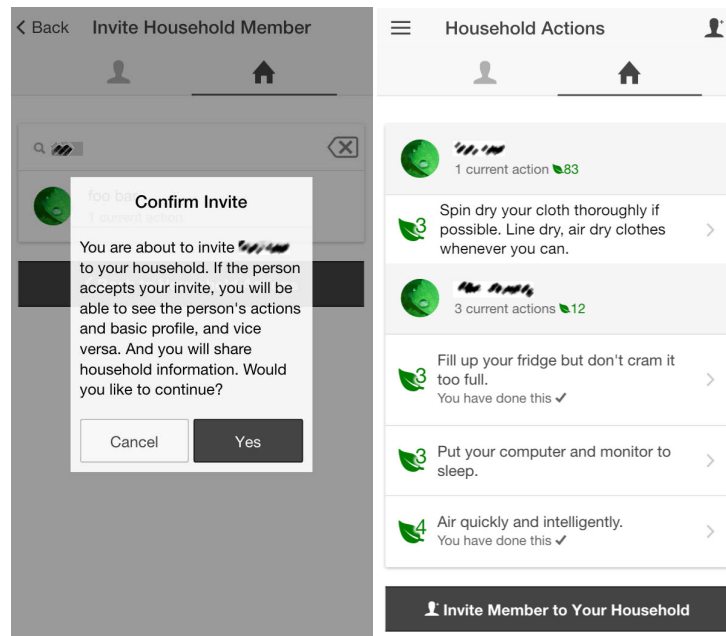 Back Invite Household Member
foo bar
1 current action
Confirm Invite
You are about to invite
to your household. If the person
accepts your invite, you will be
able to see the person's actions
and basic profile, and vice
versa. And you will share
household information. Would
you like to continue?
Cancel Yes
Household Actions
1 current action 83
3
Spin dry your cloth thoroughly if
possible. Line dry, air dry clothes
whenever you can.
3 current actions 12
3
Fill up your fridge but don't cram it
too full.
You have done this ✓
3
Put your computer and monitor to
sleep.
4
Air quickly and intelligently.
You have done this ✓
Invite Member to Your Household